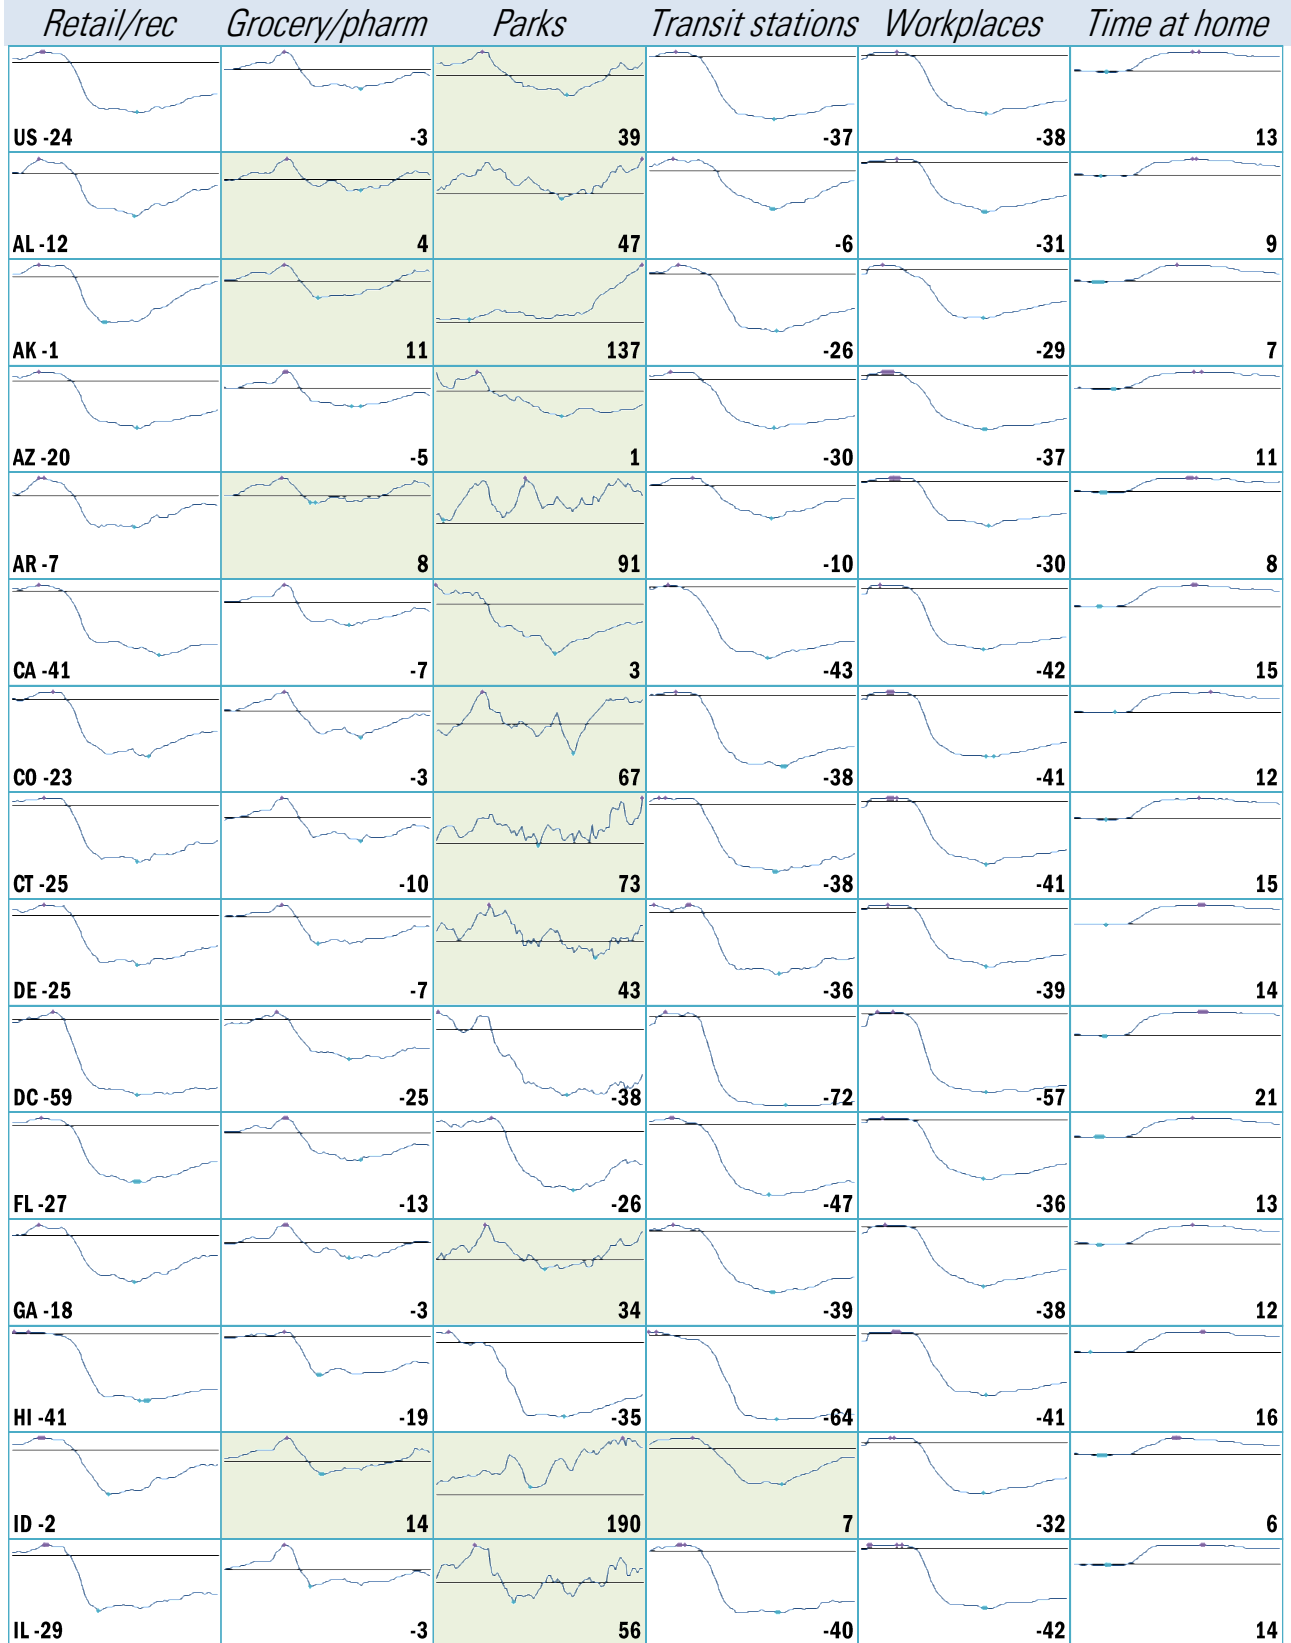 Retail/rec Grocery/pharm Parks Transit stations Workplaces Time at home
US -24 -3 39 -37 -38 13
AL -12 4 47 -6 -31 9
AK -1 11 137 -26 -29 7
AZ -20 -5 1 -30 -37 11
AR -7 8 91 -10 -30 8
CA -41 -7 3 -43 -42 15
CO -23 -3 67 -38 -41 12
CT -25 -10 73 -38 -41 15
DE -25 -7 43 -36 -39 14
DC -59 -25 -38 -72 -57 21
FL -27 -13 -26 -47 -36 13
GA -18 -3 34 -39 -38 12
HI -41 -19 -35 -64 -41 16
ID -2 14 190 7 -32 6
IL -29 -3 56 -40 -42 14